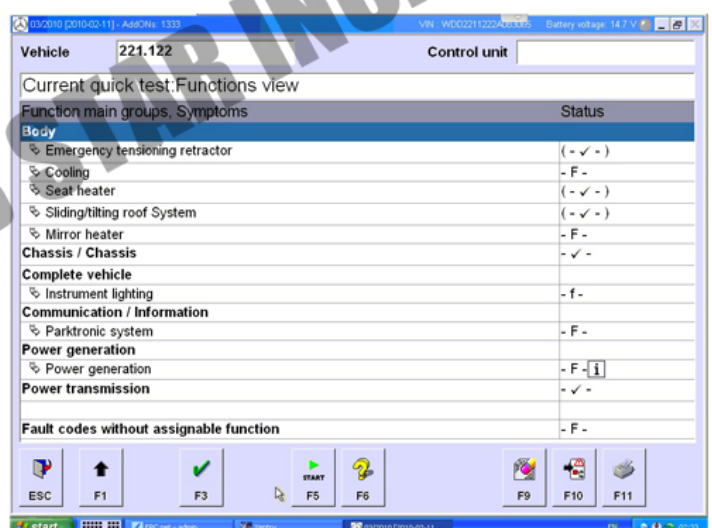 03/2010 [2010-02-11] - AddONs: 1333 Battery voltage: 14.7 V
Vehicle 221.122 Control unit
Current quick test:Functions view
Function main groups, Symptoms Status
Body
Emergency tensioning retractor ( - ✓ - )
Cooling - F -
Seat heater ( - ✓ - )
Sliding/tilting roof System ( - ✓ - )
Mirror heater - F -
Chassis / Chassis - ✓ -
Complete vehicle
Instrument lighting - f -
Communication / Information
Parktronic system - F -
Power generation
Power generation - F - i
Power transmission - ✓ -
Fault codes without assignable function - F -
START
ESC F1 F3 F5 F6 F9 F10 F11
start
STAR INC